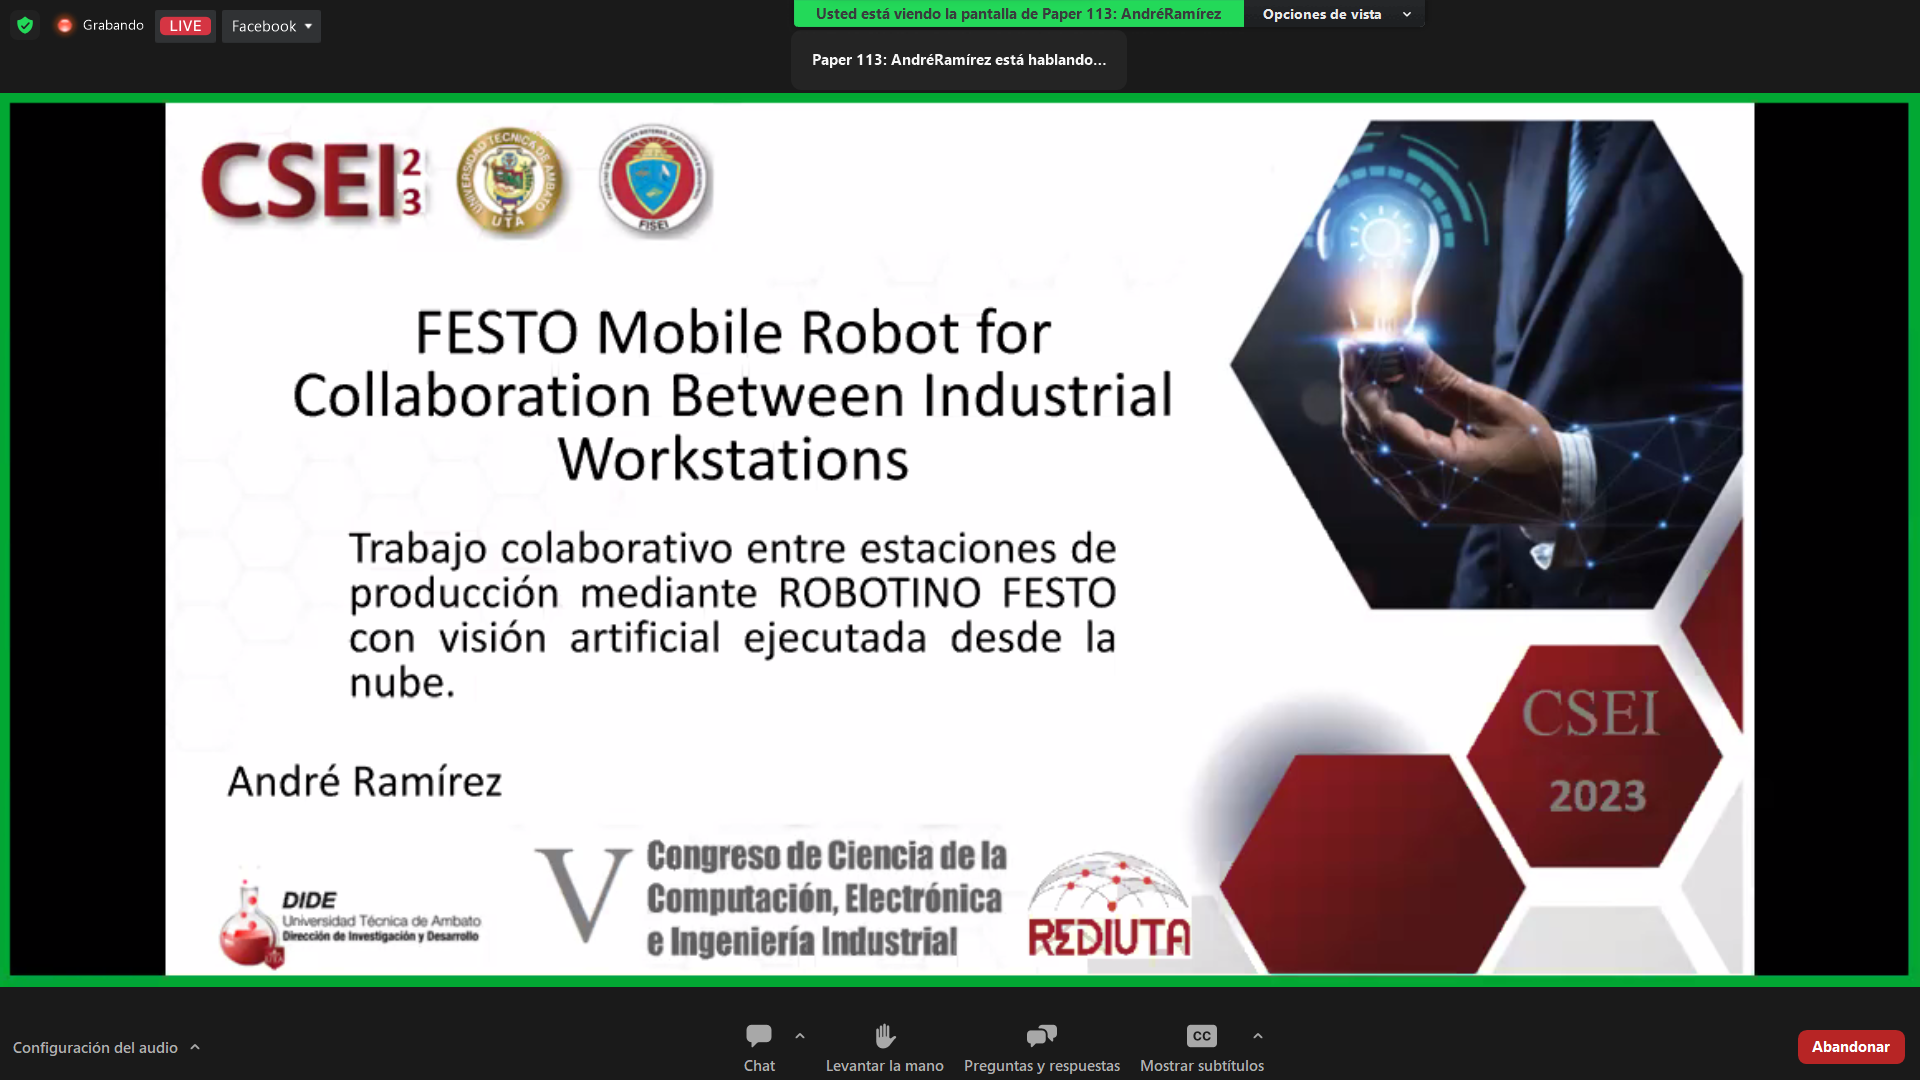 Grabando
LIVE
Facebook
Usted está viendo la pantalla de Paper 113: AndréRamírez
Opciones de vista
Paper 113: AndréRamírez está hablando...
CSEI 23
UNIVERSIDAD TÉCNICA DE AMBATO
UTA
FISEI
FESTO Mobile Robot for
Collaboration Between Industrial
Workstations
Trabajo colaborativo entre estaciones de
producción mediante ROBOTINO FESTO
con visión artificial ejecutada desde la
nube.
André Ramírez
CSEI
2023
DIDE
Universidad Técnica de Ambato
Dirección de Investigación y Desarrollo
V Congreso de Ciencia de la
Computación, Electrónica
e Ingeniería Industrial
REDIUTA
Configuración del audio
Chat
Levantar la mano
Preguntas y respuestas
CC
Mostrar subtítulos
Abandonar